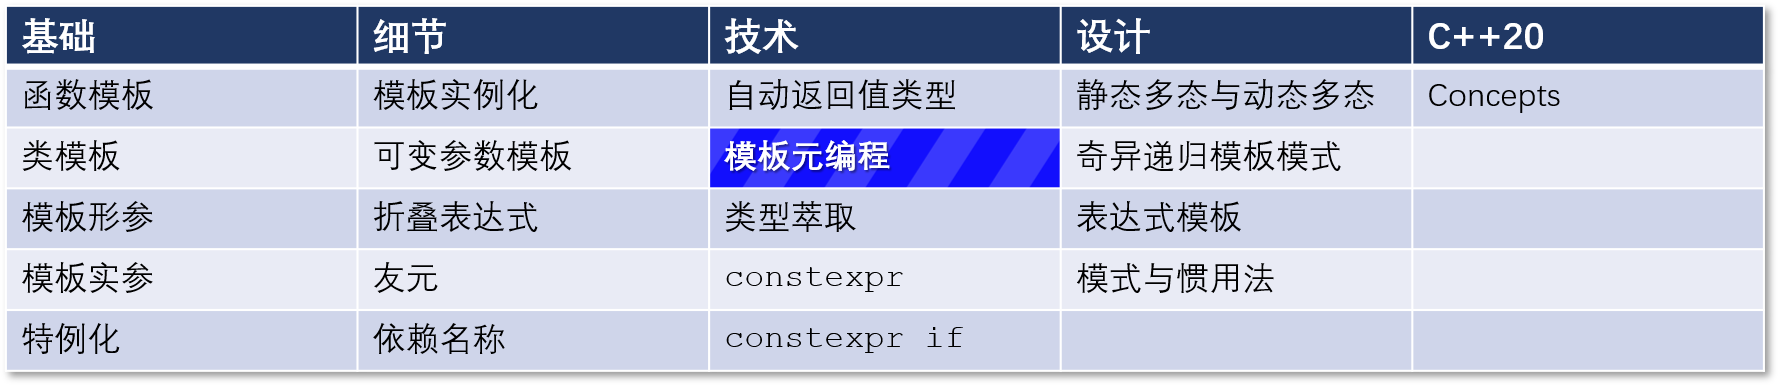 基础 细节 技术 设计 C++20
函数模板 模板实例化 自动返回值类型 静态多态与动态多态 Concepts
类模板 可变参数模板 模板元编程 奇异递归模板模式
模板形参 折叠表达式 类型萃取 表达式模板
模板实参 友元 constexpr 模式与惯用法
特例化 依赖名称 constexpr if